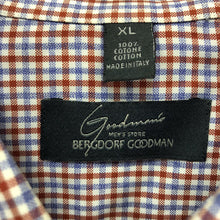 XL
100%
COTONE
COTTON
MADE IN ITALY
Goodman's
MEN'S STORE
BERGDORF GOODMAN